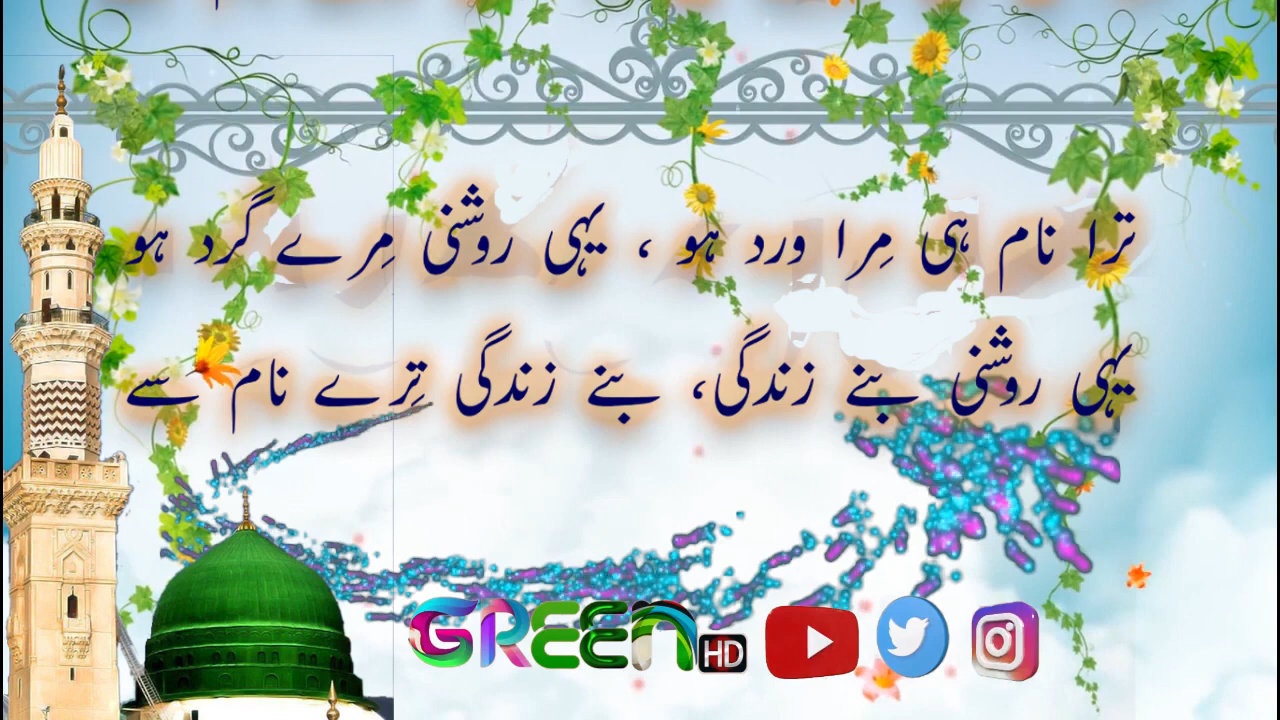 ترا نام ہی مِرا ورد ہو ، یہی روشنی مِرے گرد ہو
یہی روشنی بنے زندگی، بنے زندگی تِرے نام سے
GREEN HD